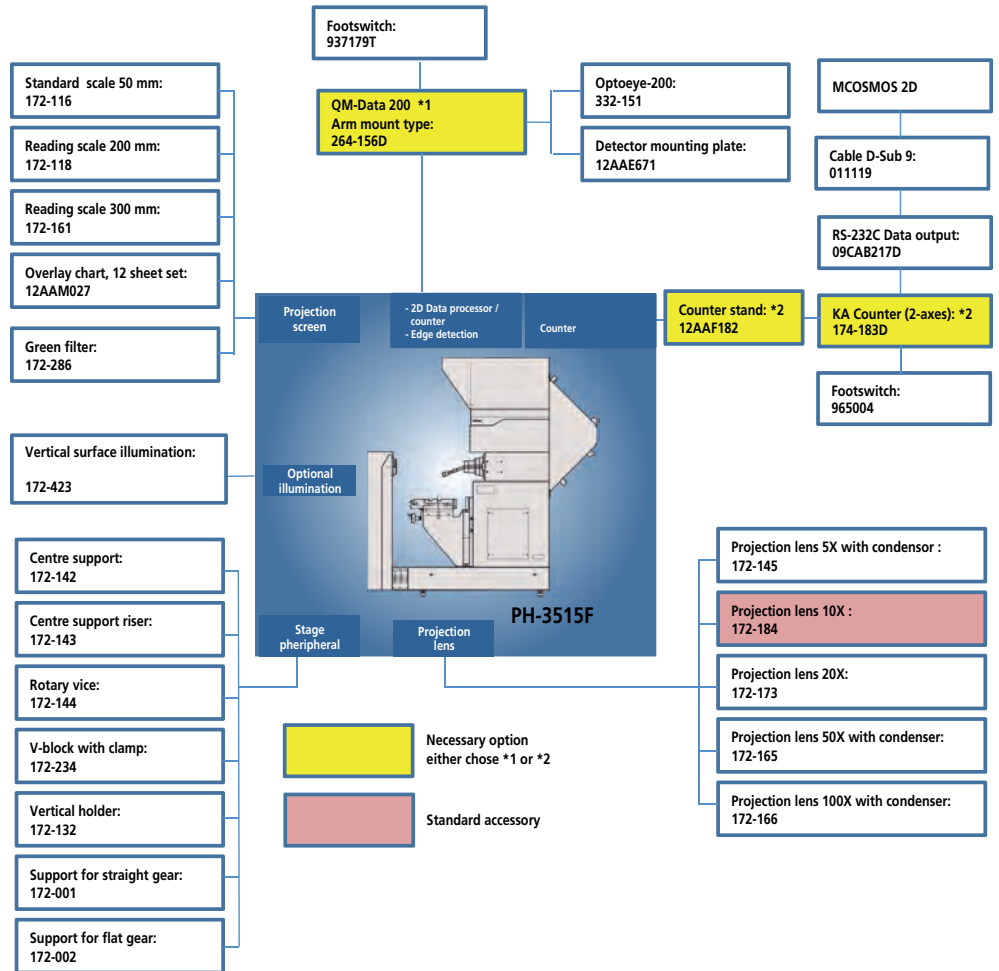 Footswitch:
937179T
Standard scale 50 mm:
172-116
Reading scale 200 mm:
172-118
Reading scale 300 mm:
172-161
Overlay chart, 12 sheet set:
12AAM027
Green filter:
172-286
QM-Data 200 *1
Arm mount type:
264-156D
Optoeye-200:
332-151
Detector mounting plate:
12AAE671
MCOSMOS 2D
Cable D-Sub 9:
011119
RS-232C Data output:
09CAB217D
Projection
screen
- 2D Data processor /
counter
- Edge detection
Counter
Counter stand: *2
12AAF182
KA Counter (2-axes): *2
174-183D
Footswitch:
965004
Vertical surface illumination:
172-423
Optional
illumination
PH-3515F
Stage
pheripheral
Projection
lens
Centre support:
172-142
Centre support riser:
172-143
Rotary vice:
172-144
V-block with clamp:
172-234
Vertical holder:
172-132
Support for straight gear:
172-001
Support for flat gear:
172-002
Projection lens 5X with condensor :
172-145
Projection lens 10X :
172-184
Projection lens 20X:
172-173
Projection lens 50X with condenser:
172-165
Projection lens 100X with condenser:
172-166
Necessary option
either chose *1 or *2
Standard accessory